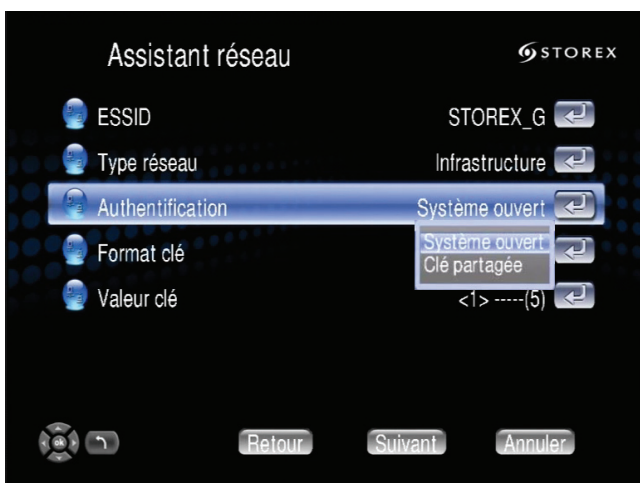 Assistant réseau
STOREX
ESSID STOREX_G
Type réseau Infrastructure
Authentification Système ouvert
Système ouvert
Format clé
Clé partagée
Valeur clé <1> -----(5)
ok
Retour Suivant Annuler